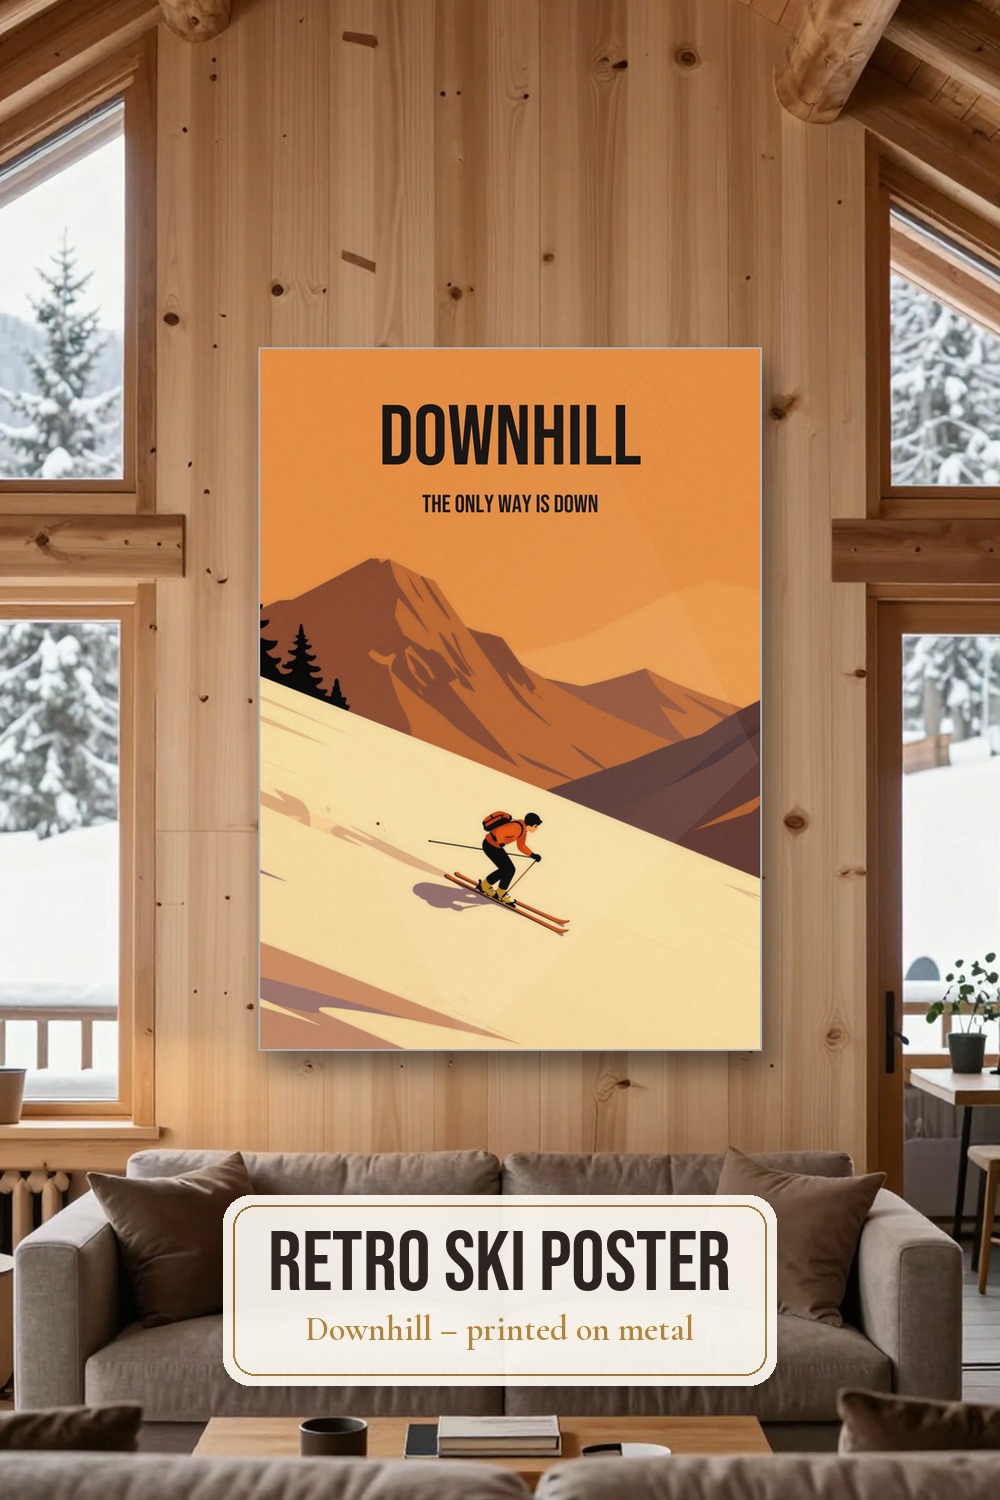 DOWNHILL
THE ONLY WAY IS DOWN
RETRO SKI POSTER
Downhill – printed on metal